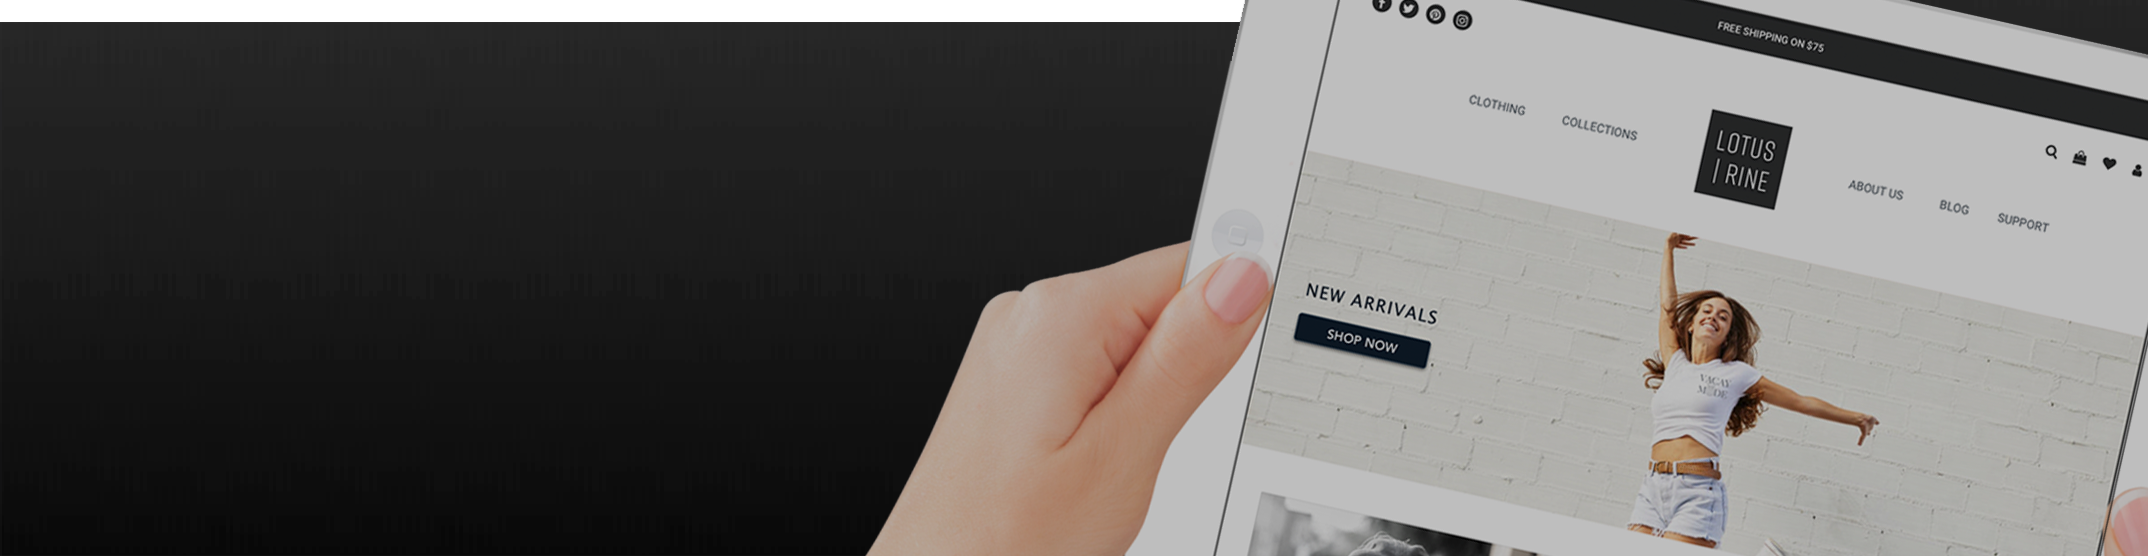 FREE SHIPPING ON $75
CLOTHING
COLLECTIONS
LOTUS
| RINE
ABOUT US
BLOG
SUPPORT
NEW ARRIVALS
SHOP NOW
VACAY
MODE